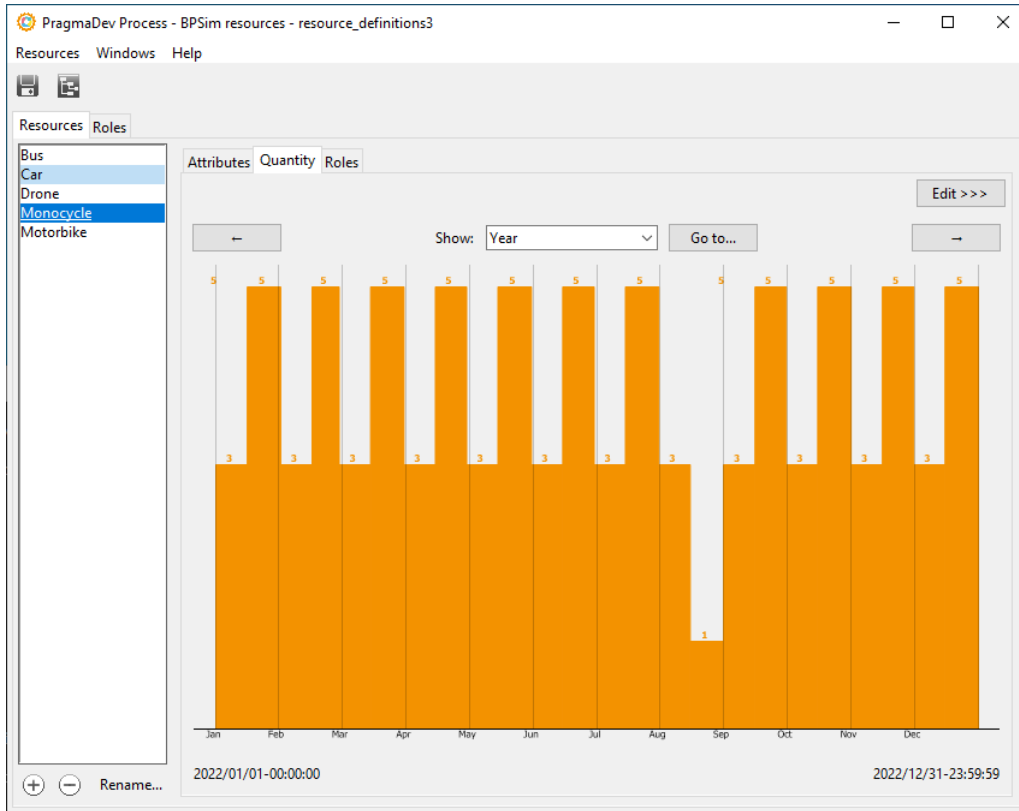 PragmaDev Process - BPSim resources - resource_definitions3
Resources Windows Help
Resources Roles
Bus
Car
Drone
Monocycle
Motorbike
Attributes Quantity Roles
Edit >>>
← Show: Year Go to... →
5 5 5 5 5 5 5 5 5 5 5 5
3 3 3 3 3 3 3 3 3 3 3 3
1
Jan Feb Mar Apr May Jun Jul Aug Sep Oct Nov Dec
2022/01/01-00:00:00 2022/12/31-23:59:59
Rename...